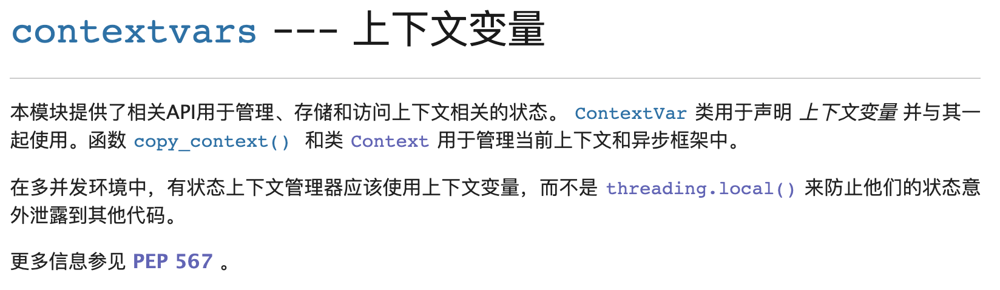 contextvars --- 上下文变量
本模块提供了相关API用于管理、存储和访问上下文相关的状态。 ContextVar 类用于声明 上下文变量 并与其一
起使用。函数 copy_context() 和类 Context 用于管理当前上下文和异步框架中。
在多并发环境中，有状态上下文管理器应该使用上下文变量，而不是 threading.local() 来防止他们的状态意
外泄露到其他代码。
更多信息参见 PEP 567 。